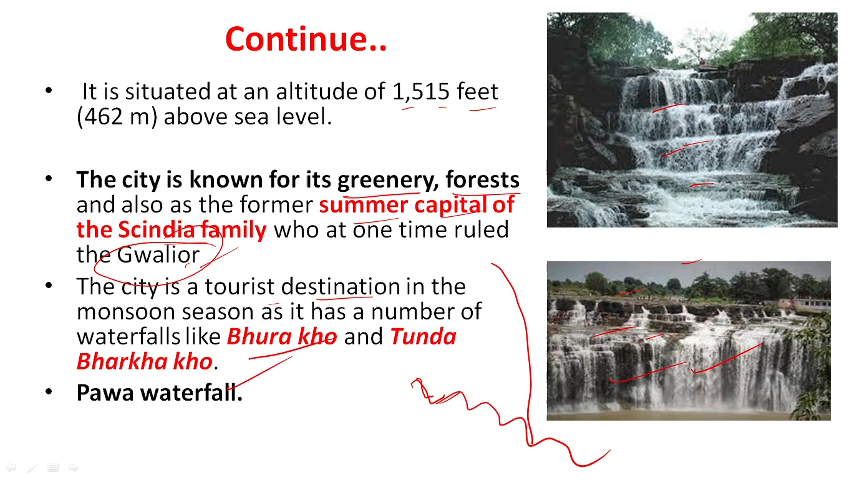 Continue..
• It is situated at an altitude of 1,515 feet
(462 m) above sea level.
• The city is known for its greenery, forests
and also as the former summer capital of
the Scindia family who at one time ruled
the Gwalior
• The city is a tourist destination in the
monsoon season as it has a number of
waterfalls like Bhura kho and Tunda
Bharkha kho.
• Pawa waterfall.